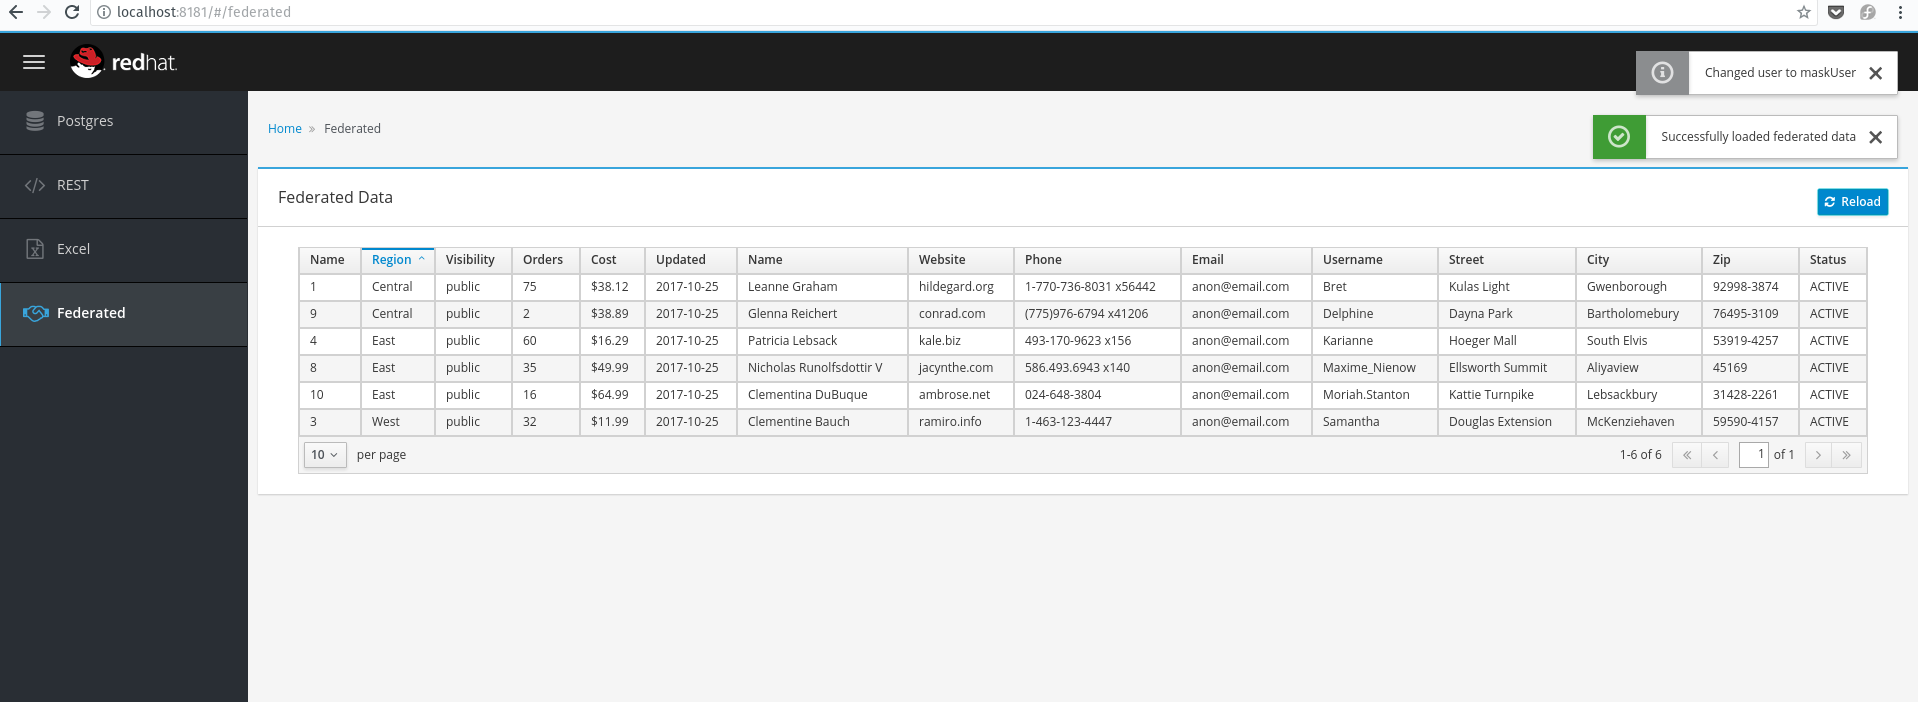 localhost:8181/#/federated
redhat.
Changed user to maskUser
Postgres
Home » Federated
Successfully loaded federated data
REST
Federated Data
Reload
Excel
Name Region Visibility Orders Cost Updated Name Website Phone Email Username Street City Zip Status
1 Central public 75 $38.12 2017-10-25 Leanne Graham hildegard.org 1-770-736-8031 x56442 anon@email.com Bret Kulas Light Gwenborough 92998-3874 ACTIVE
9 Central public 2 $38.89 2017-10-25 Glenna Reichert conrad.com (775)976-6794 x41206 anon@email.com Delphine Dayna Park Bartholomebury 76495-3109 ACTIVE
Federated
4 East public 60 $16.29 2017-10-25 Patricia Lebsack kale.biz 493-170-9623 x156 anon@email.com Karianne Hoeger Mall South Elvis 53919-4257 ACTIVE
8 East public 35 $49.99 2017-10-25 Nicholas Runolfsdottir V jacynthe.com 586.493.6943 x140 anon@email.com Maxime_Nienow Ellsworth Summit Aliyaview 45169 ACTIVE
10 East public 16 $64.99 2017-10-25 Clementina DuBuque ambrose.net 024-648-3804 anon@email.com Moriah.Stanton Kattie Turnpike Lebsackbury 31428-2261 ACTIVE
3 West public 32 $11.99 2017-10-25 Clementine Bauch ramiro.info 1-463-123-4447 anon@email.com Samantha Douglas Extension McKenziehaven 59590-4157 ACTIVE
10 per page 1-6 of 6 « ‹ 1 of 1 › »